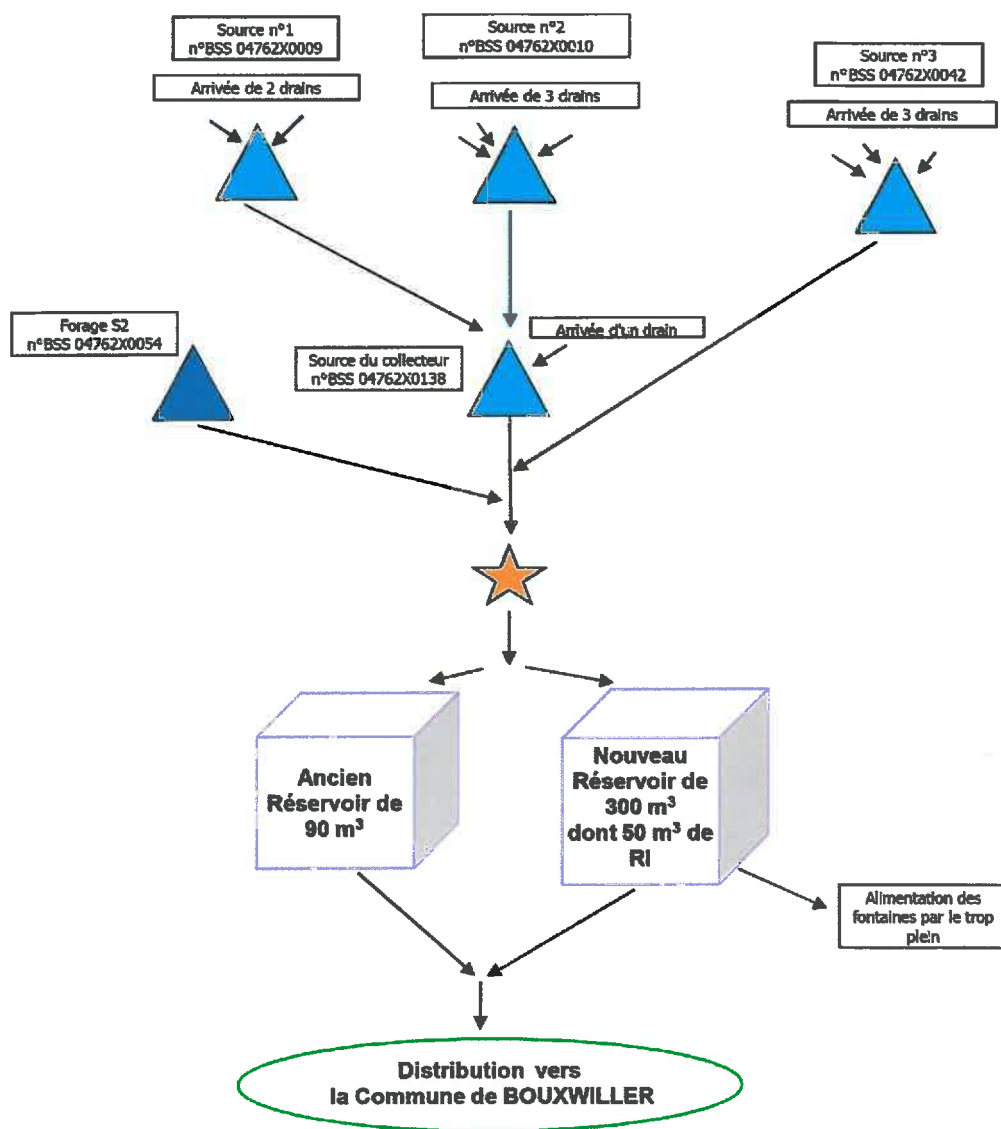 Source n°1
n°BSS 04762X0009
Source n°2
n°BSS 04762X0010
Source n°3
n°BSS 04762X0042
Arrivée de 2 drains
Arrivée de 3 drains
Arrivée de 3 drains
Forage S2
n°BSS 04762X0054
Source du collecteur
n°BSS 04762X0138
Arrivée d'un drain
Ancien
Réservoir de
90 m³
Nouveau
Réservoir de
300 m³
dont 50 m³ de
RI
Alimentation des
fontaines par le trop
plein
Distribution vers
la Commune de BOUXWILLER